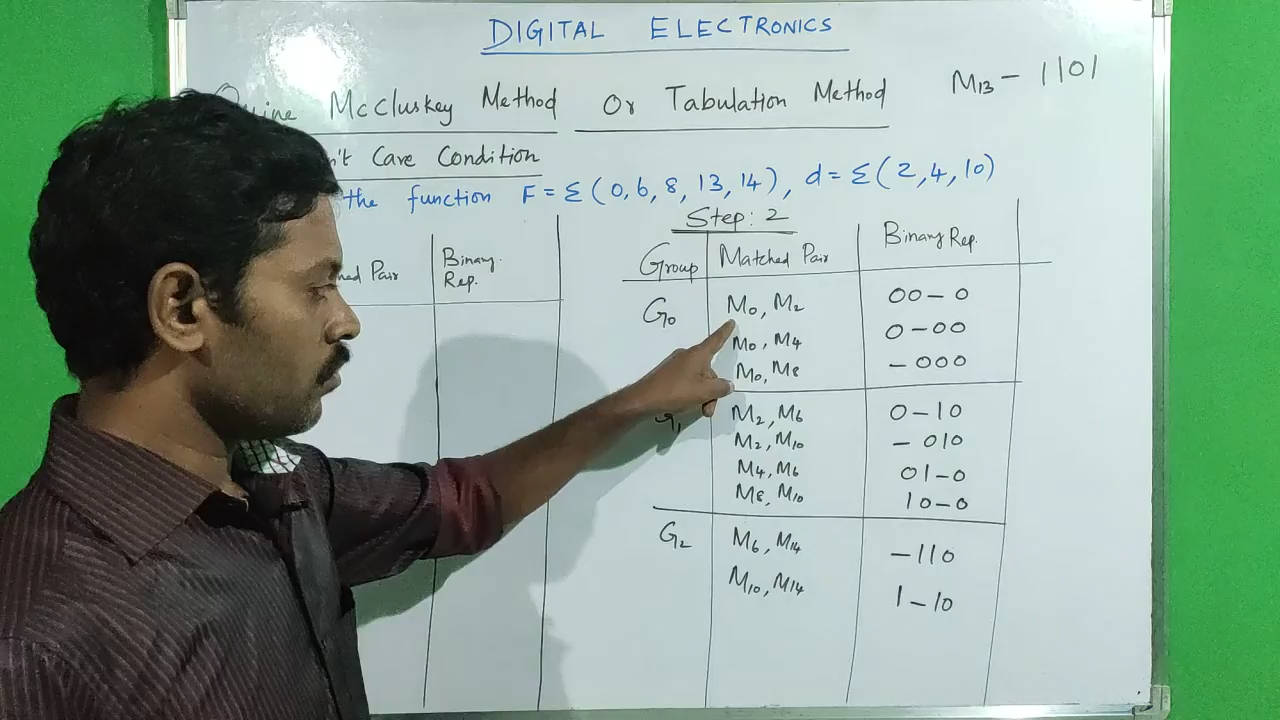 DIGITAL ELECTRONICS
Quine McCluskey Method Or Tabulation Method
M13 - 1101
Care Condition
the function F = Σ (0, 6, 8, 13, 14), d = Σ (2, 4, 10)
Pair
Binary Rep.
Step: 2
Group Matched Pair Binary Rep.
G0 M0, M2 00-0
M0, M4 0-00
M0, M8 -000
G1 M2, M6 0-10
M2, M10 -010
M4, M6 01-0
M8, M10 10-0
G2 M6, M14 -110
M10, M14 1-10